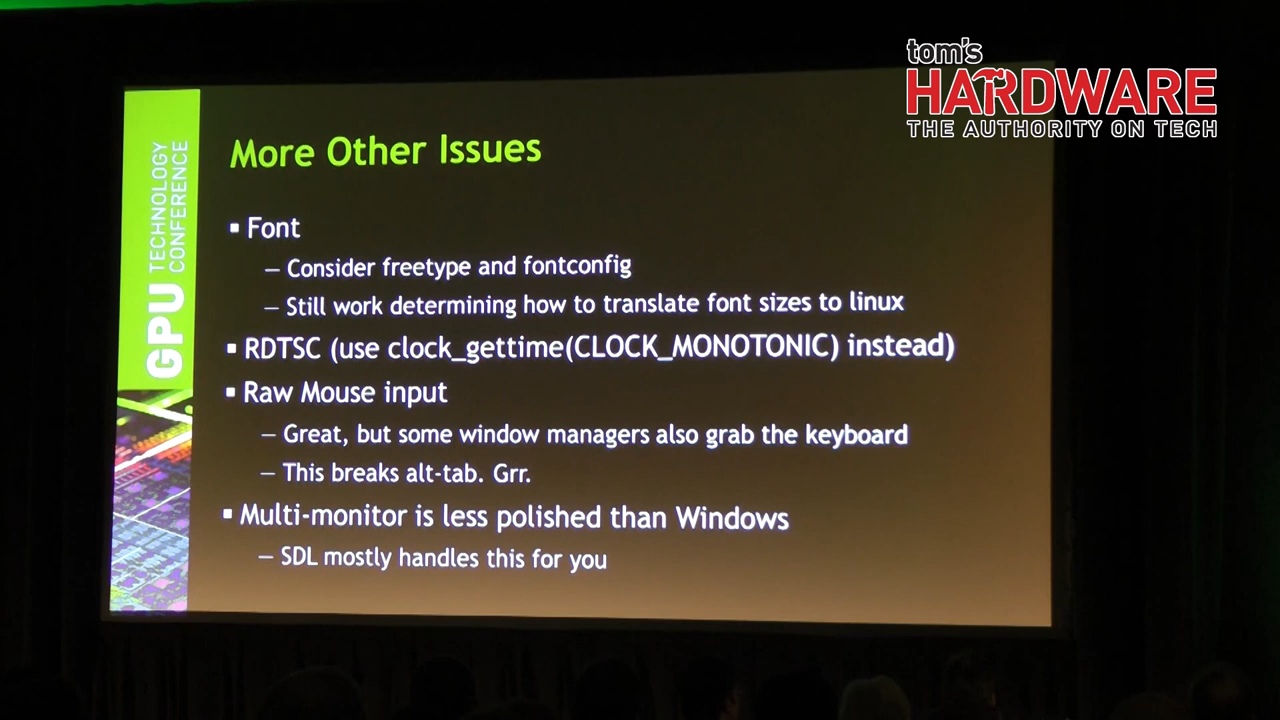 tom's
HARDWARE
THE AUTHORITY ON TECH
GPU TECHNOLOGY
CONFERENCE
More Other Issues
▪ Font
– Consider freetype and fontconfig
– Still work determining how to translate font sizes to linux
▪ RDTSC (use clock_gettime(CLOCK_MONOTONIC) instead)
▪ Raw Mouse input
– Great, but some window managers also grab the keyboard
– This breaks alt-tab. Grr.
▪ Multi-monitor is less polished than Windows
– SDL mostly handles this for you